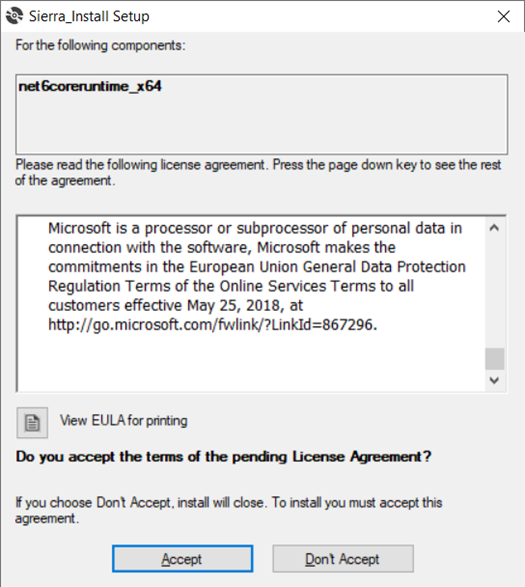 Sierra_Install Setup
For the following components:
net6coreruntime_x64
Please read the following license agreement. Press the page down key to see the rest
of the agreement.
Microsoft is a processor or subprocessor of personal data in
connection with the software, Microsoft makes the
commitments in the European Union General Data Protection
Regulation Terms of the Online Services Terms to all
customers effective May 25, 2018, at
http://go.microsoft.com/fwlink/?LinkId=867296.
View EULA for printing
Do you accept the terms of the pending License Agreement?
If you choose Don't Accept, install will close. To install you must accept this
agreement.
Accept
Don't Accept